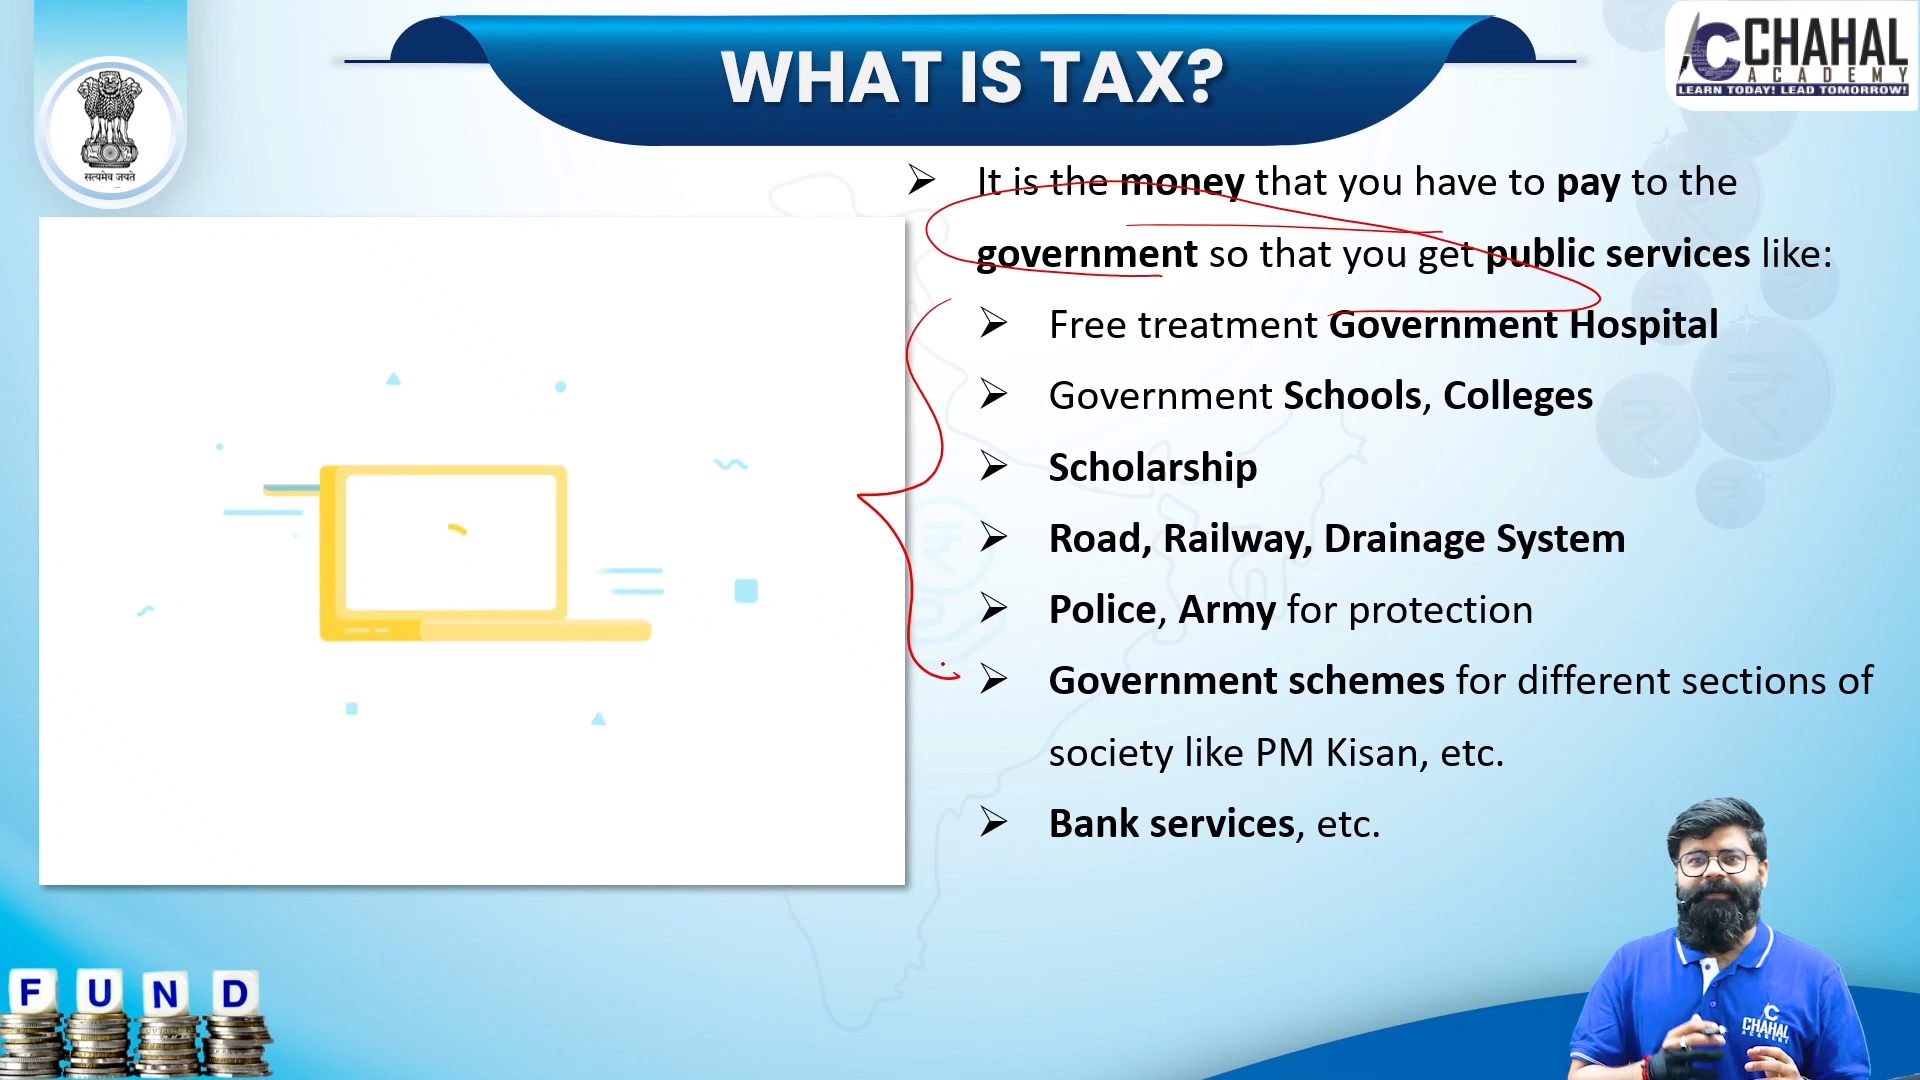 WHAT IS TAX?
CHAHAL
ACADEMY
LEARN TODAY! LEAD TOMORROW!
सत्यमेव जयते
➢ It is the money that you have to pay to the
government so that you get public services like:
➢ Free treatment Government Hospital
➢ Government Schools, Colleges
➢ Scholarship
➢ Road, Railway, Drainage System
➢ Police, Army for protection
➢ Government schemes for different sections of
society like PM Kisan, etc.
➢ Bank services, etc.
FUND
CHAHAL
ACADEMY